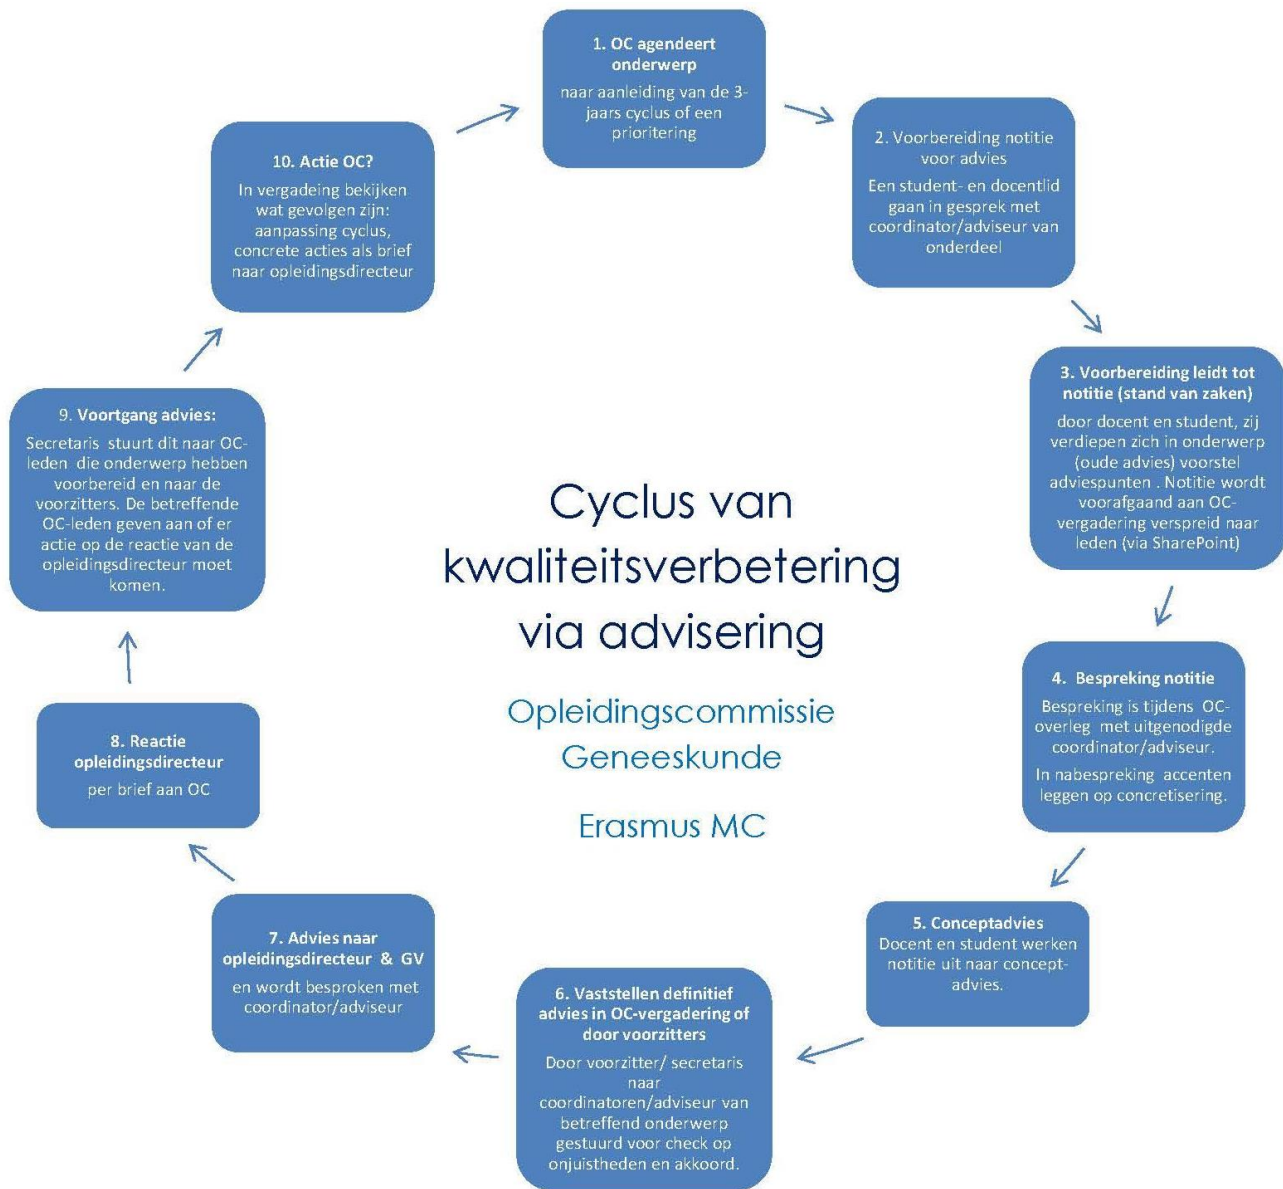 1. OC agendeert
onderwerp
naar aanleiding van de 3-
jaars cyclus of een
prioritering
2. Voorbereiding notitie
voor advies
Een student- en docentlid
gaan in gesprek met
coordinator/adviseur van
onderdeel
3. Voorbereiding leidt tot
notitie (stand van zaken)
door docent en student, zij
verdiepen zich in onderwerp
(oude advies) voorstel
adviespunten . Notitie wordt
voorafgaand aan OC-
vergadering verspreid naar
leden (via SharePoint)
4. Bespreking notitie
Bespreking is tijdens OC-
overleg met uitgenodigde
coordinator/adviseur.
In nabespreking accenten
leggen op concretisering.
5. Conceptadvies
Docent en student werken
notitie uit naar concept-
advies.
6. Vaststellen definitief
advies in OC-vergadering of
door voorzitters
Door voorzitter/ secretaris
naar
coordinatoren/adviseur van
betreffend onderwerp
gestuurd voor check op
onjuistheden en akkoord.
7. Advies naar
opleidingsdirecteur & GV
en wordt besproken met
coordinator/adviseur
8. Reactie
opleidingsdirecteur
per brief aan OC
9. Voortgang advies:
Secretaris stuurt dit naar OC-
leden die onderwerp hebben
voorbereid en naar de
voorzitters. De betreffende
OC-leden geven aan of er
actie op de reactie van de
opleidingsdirecteur moet
komen.
10. Actie OC?
In vergadeing bekijken
wat gevolgen zijn:
aanpassing cyclus,
concrete acties als brief
naar opleidingsdirecteur
Cyclus van
kwaliteitsverbetering
via advisering
Opleidingscommissie
Geneeskunde
Erasmus MC